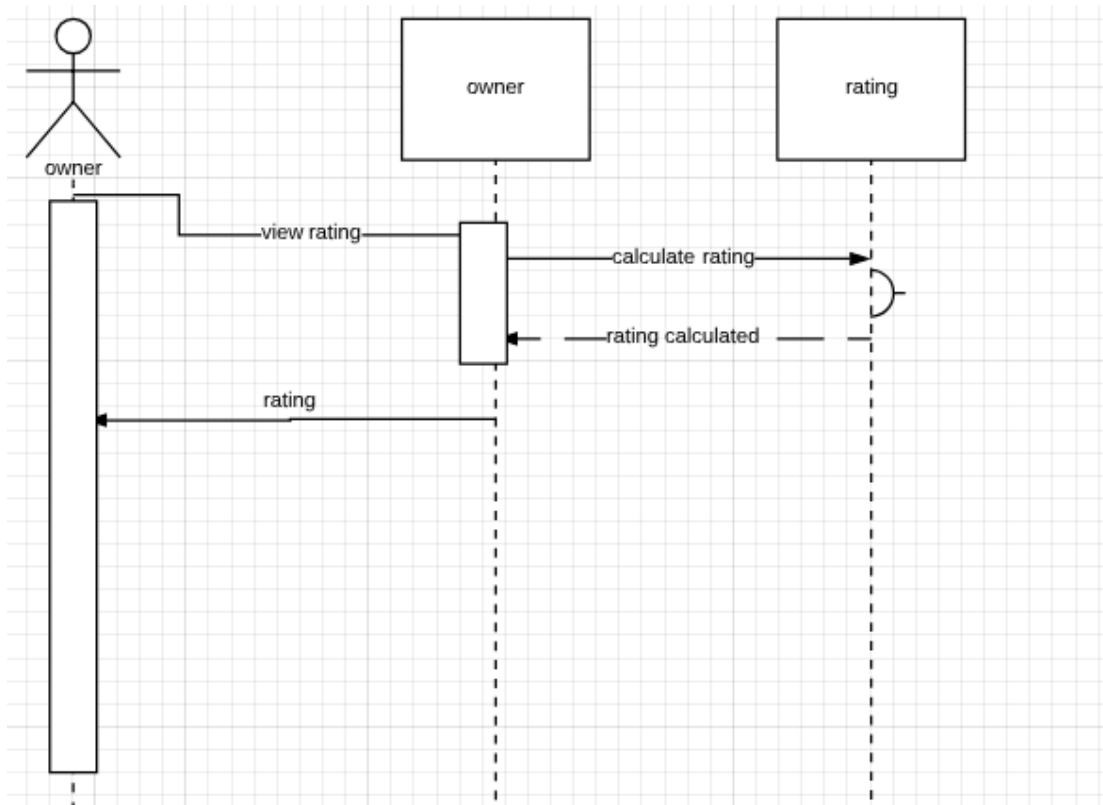 owner
rating
owner
view rating
calculate rating
rating calculated
rating